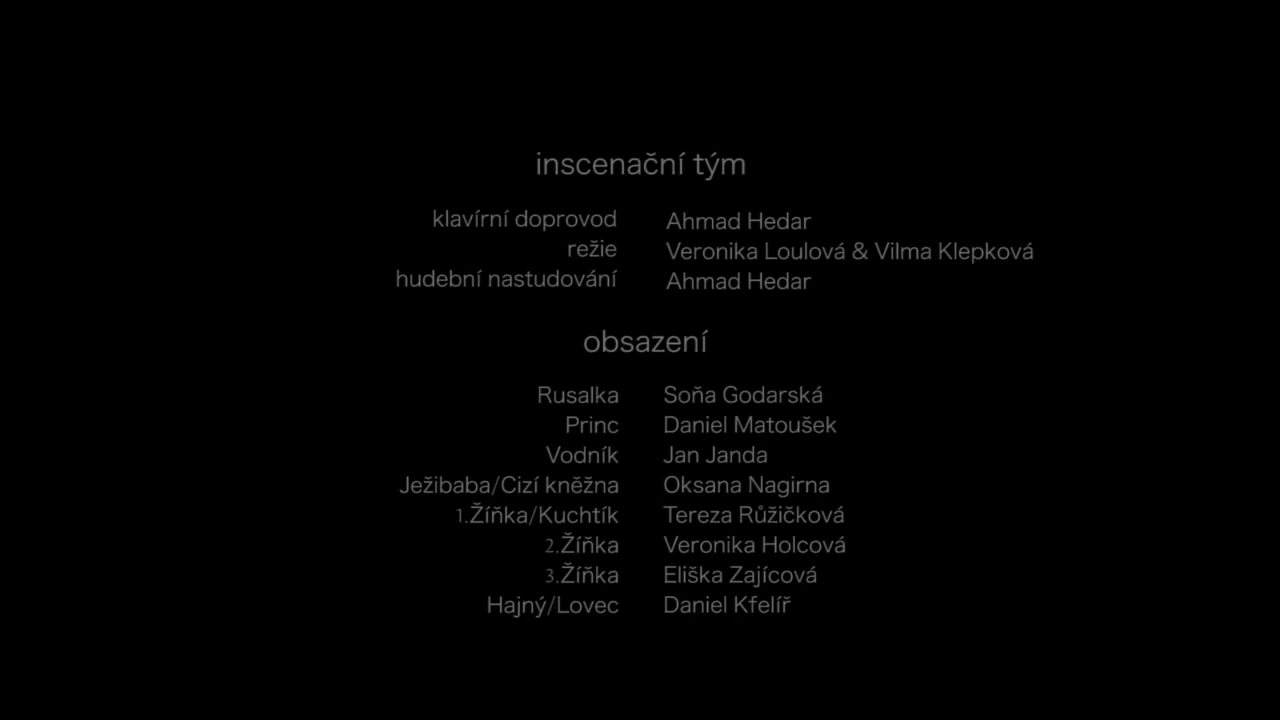 inscenační tým
klavírní doprovod Ahmad Hedar
režie Veronika Loulová & Vilma Klepková
hudební nastudování Ahmad Hedar
obsazení
Rusalka Soňa Godarská
Princ Daniel Matoušek
Vodník Jan Janda
Ježibaba/Cizí kněžna Oksana Nagirna
1.Žíňka/Kuchtík Tereza Růžičková
2.Žíňka Veronika Holcová
3.Žíňka Eliška Zajícová
Hajný/Lovec Daniel Kfelíř